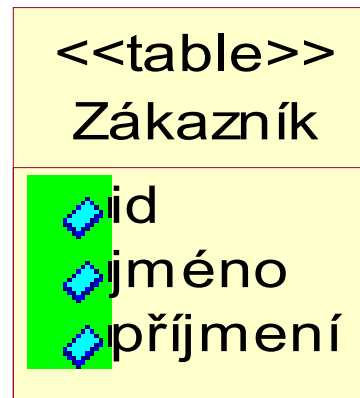 <<table>>
Zákazník
id
jméno
příjmení